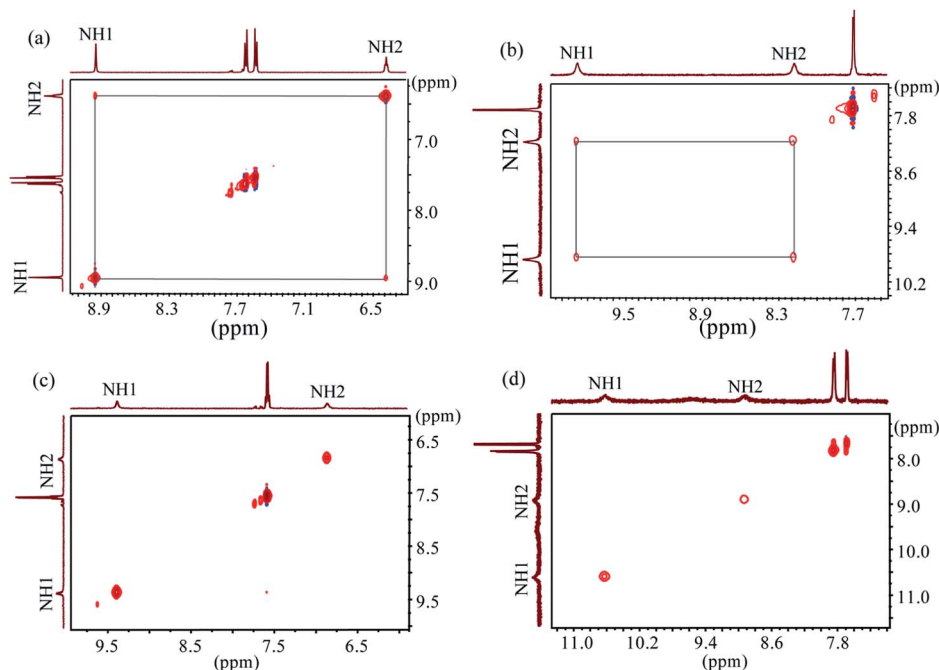 (a)
NH1
NH2
(ppm)
NH2
NH1
7.0
8.0
9.0
8.9
8.3
7.7
7.1
6.5
(ppm)
(b)
NH1
NH2
(ppm)
NH2
NH1
7.8
8.6
9.4
10.2
9.5
8.9
8.3
7.7
(ppm)
(c)
NH1
NH2
(ppm)
NH2
NH1
6.5
7.5
8.5
9.5
9.5
8.5
7.5
6.5
(ppm)
(d)
NH1
NH2
(ppm)
NH2
NH1
8.0
9.0
10.0
11.0
11.0
10.2
9.4
8.6
7.8
(ppm)